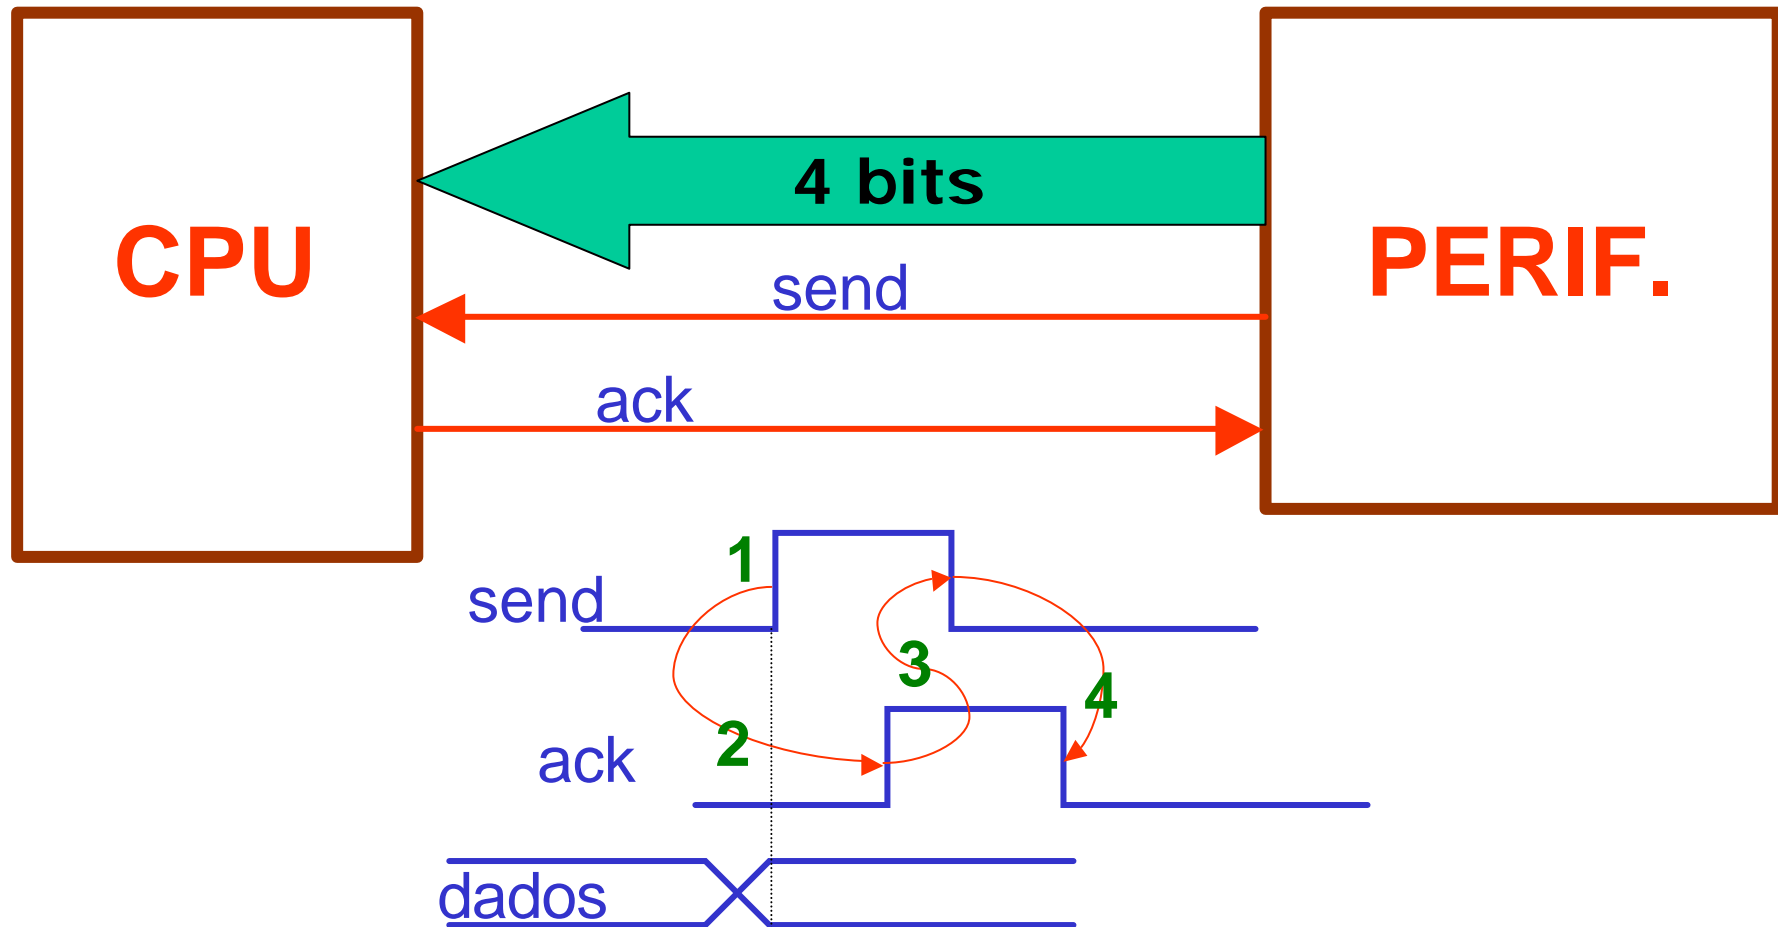 4 bits
CPU
PERIF.
send
ack
1
send
3
4
2
ack
dados